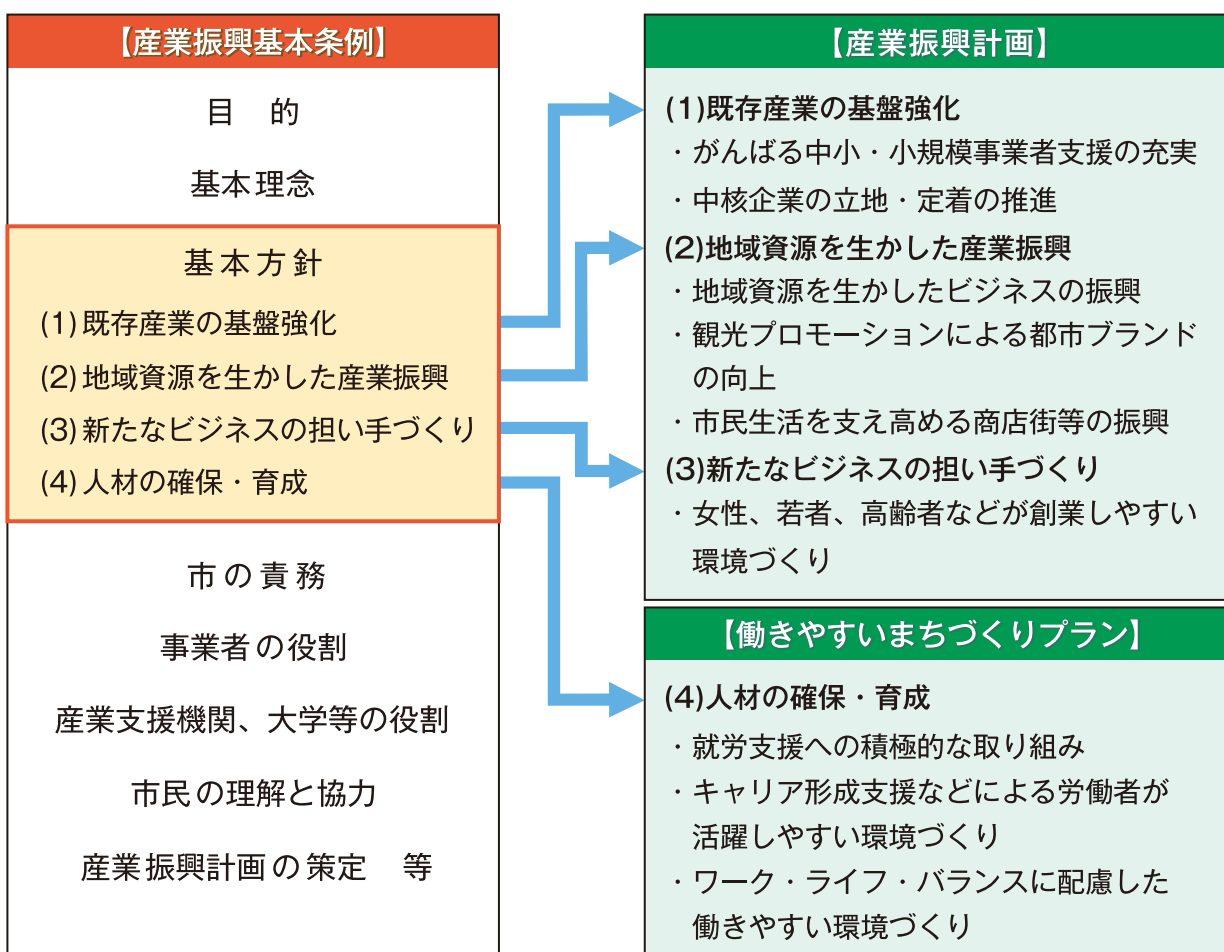 【産業振興基本条例】
目 的
基本理念
基本方針
(1)既存産業の基盤強化
(2)地域資源を生かした産業振興
(3)新たなビジネスの担い手づくり
(4)人材の確保・育成
市の責務
事業者の役割
産業支援機関、大学等の役割
市民の理解と協力
産業振興計画の策定 等
【産業振興計画】
(1)既存産業の基盤強化
・がんばる中小・小規模事業者支援の充実
・中核企業の立地・定着の推進
(2)地域資源を生かした産業振興
・地域資源を生かしたビジネスの振興
・観光プロモーションによる都市ブランド
の向上
・市民生活を支え高める商店街等の振興
(3)新たなビジネスの担い手づくり
・女性、若者、高齢者などが創業しやすい
環境づくり
【働きやすいまちづくりプラン】
(4)人材の確保・育成
・就労支援への積極的な取り組み
・キャリア形成支援などによる労働者が
活躍しやすい環境づくり
・ワーク・ライフ・バランスに配慮した
働きやすい環境づくり